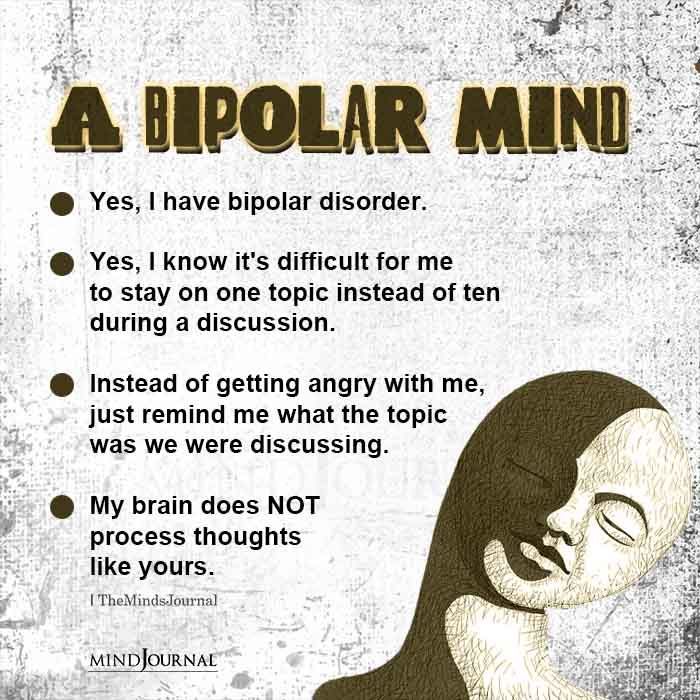 A BIPOLAR MIND
Yes, I have bipolar disorder.
Yes, I know it's difficult for me
to stay on one topic instead of ten
during a discussion.
Instead of getting angry with me,
just remind me what the topic
was we were discussing.
MINDJOURNAL
My brain does NOT
process thoughts
like yours.
| TheMindsJournal
MINDJOURNAL